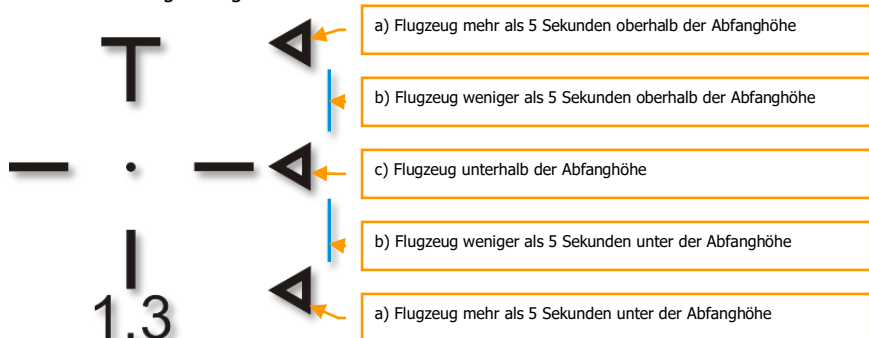 a) Flugzeug mehr als 5 Sekunden oberhalb der Abfanghöhe
b) Flugzeug weniger als 5 Sekunden oberhalb der Abfanghöhe
c) Flugzeug unterhalb der Abfanghöhe
b) Flugzeug weniger als 5 Sekunden unter der Abfanghöhe
1.3
a) Flugzeug mehr als 5 Sekunden unter der Abfanghöhe